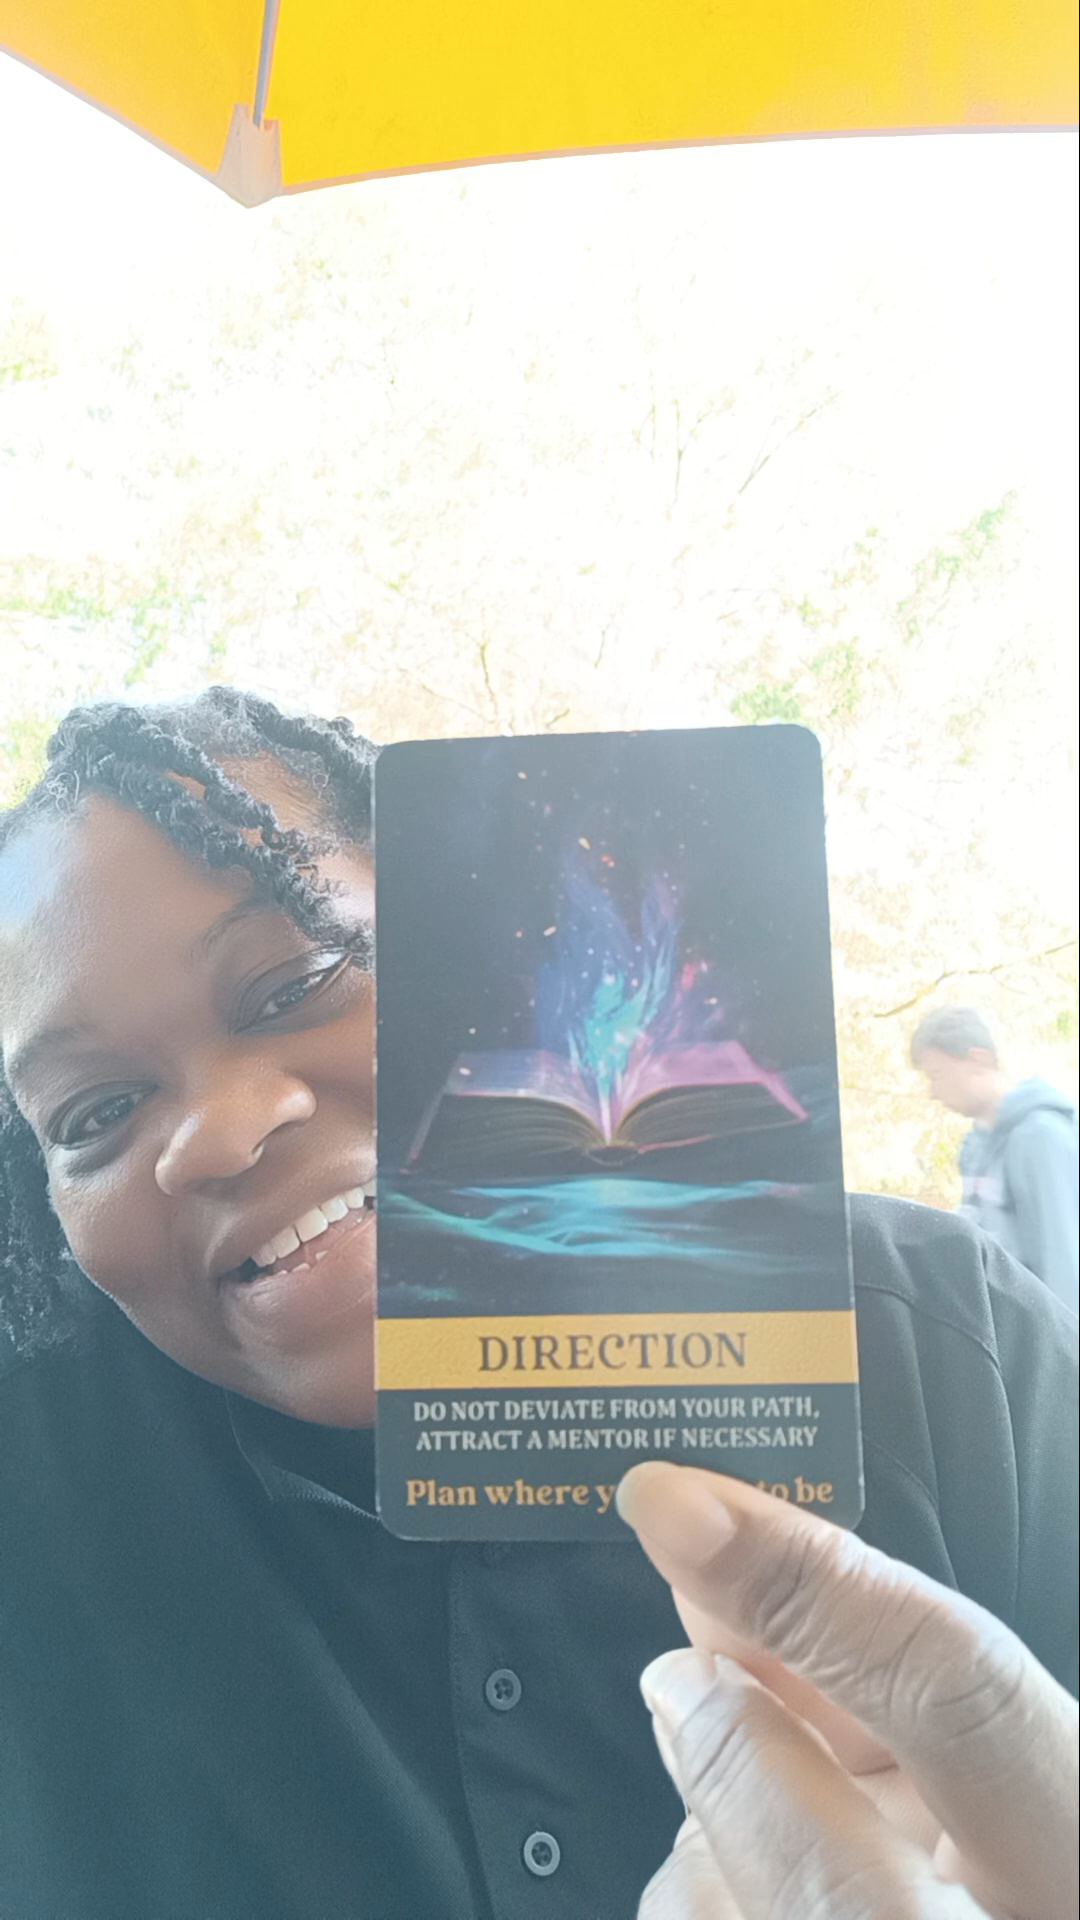 DIRECTION
DO NOT DEVIATE FROM YOUR PATH,
ATTRACT A MENTOR IF NECESSARY
Plan where to be